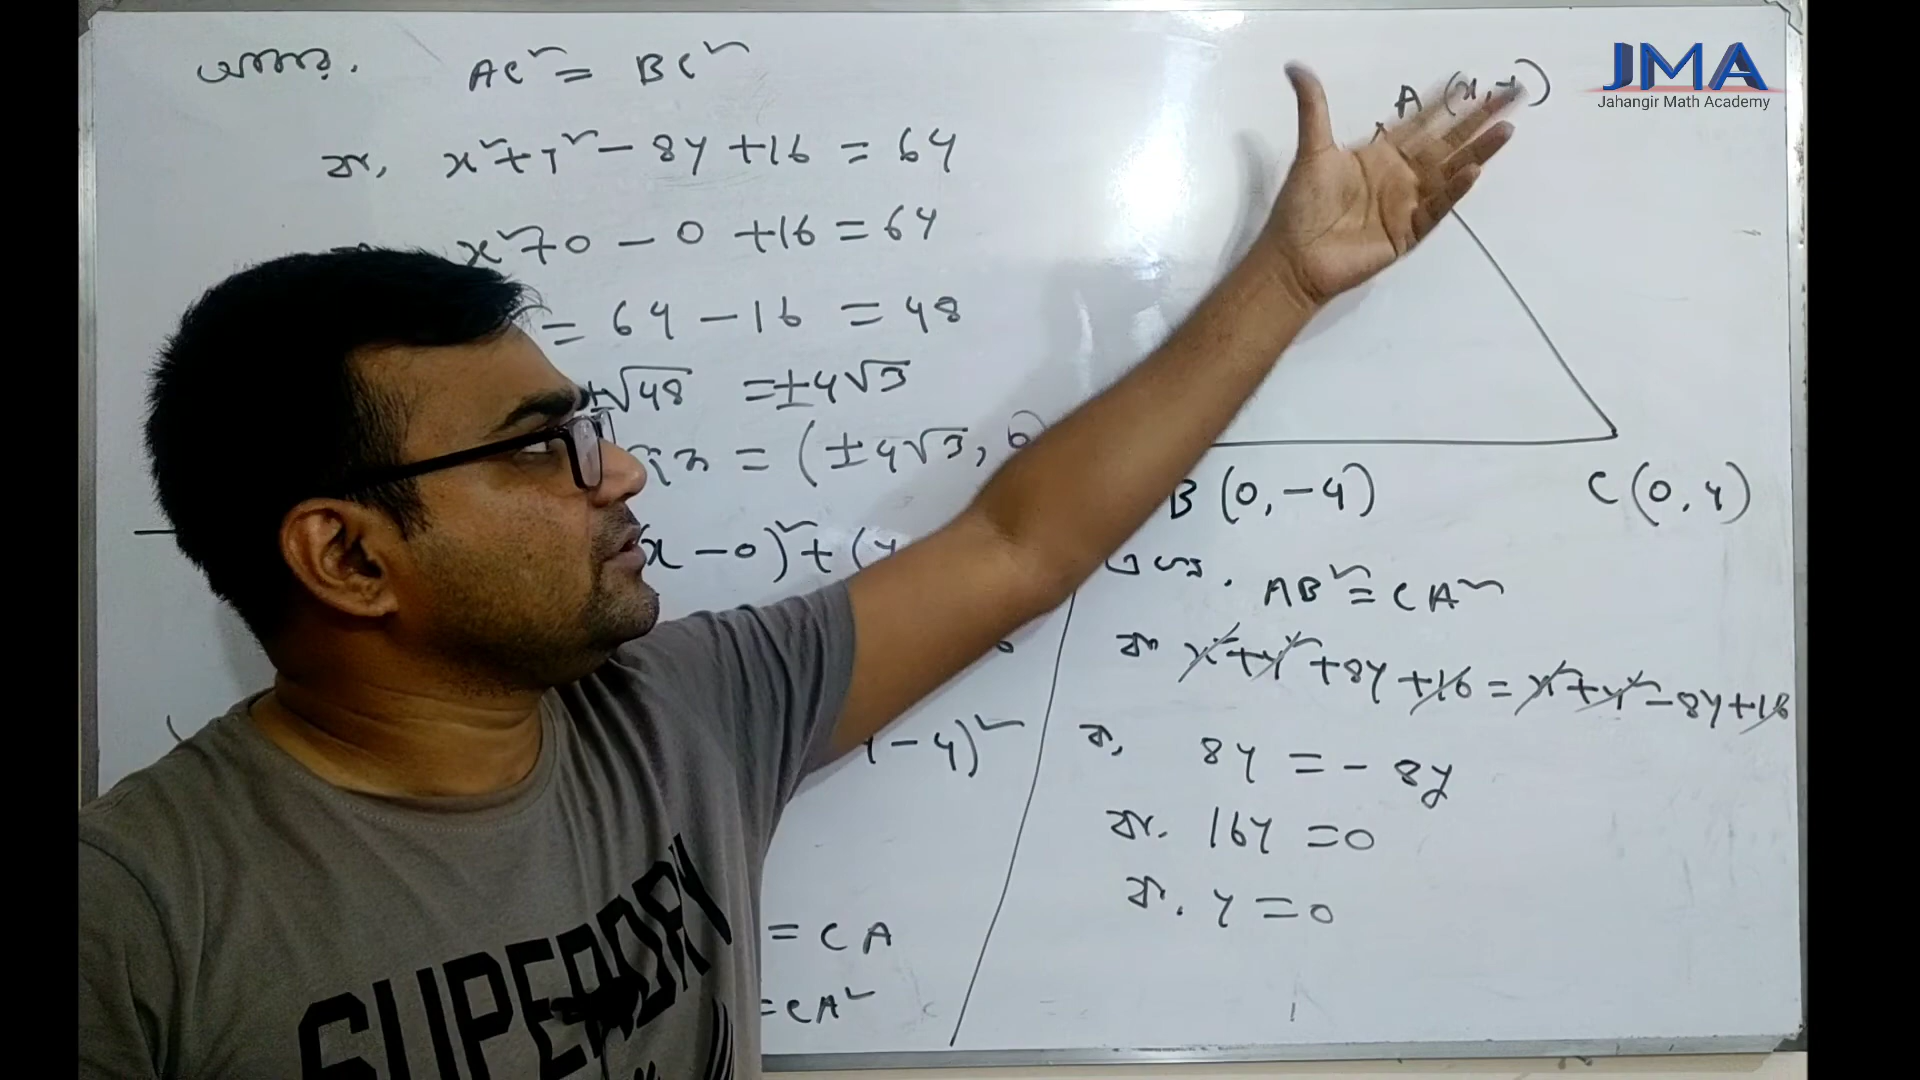 আবার, AC² = BC²
বা, x² + y² - 8y + 16 = 64
x² + 0 - 0 + 16 = 64
= 64 - 16 = 48
±√48 = ±4√3
= (±4√3, 0)
(x - 0)² + (y
y - 4)²
= CA
= CA²
A (x, y)
B (0, -4)
C (0, 4)
এখন, AB² = CA²
বা x² + y² + 8y + 16 = x² + y² - 8y + 16
বা, 8y = - 8y
বা, 16y = 0
বা, y = 0
JMA
Jahangir Math Academy
SUPERDRY